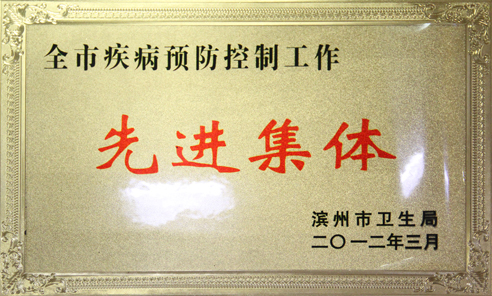 全市疾病预防控制工作
先进集体
滨州市卫生局
二〇一二年三月